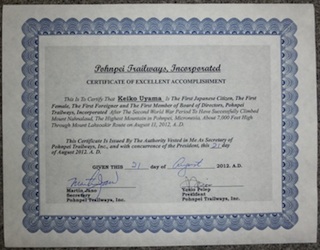 Pohnpei Trailways, Incorporated
CERTIFICATE OF EXCELLENT ACCOMPLISHMENT
This Is To Certify That Keiko Uyama Is The First Japanese Citizen, The First
Female, The First Foreigner and The First Member of Board of Directors, Pohnpei
Trailways, Incorporated After The Second World War Period To Have Successfully Climbed
Mount Nahnalaud, The Highest Mountain in Pohnpei, Micronesia, About 7,000 Feet High
Through Mount Route on August 11, 2012. A. D.
This Certificate Is Issued By The Authority Vested in Me as Secretary of
Pohnpei Trailways, Inc., and with concurrence of the President, this 21 day
of August 2012. A. D.
GIVEN THIS 21 day of August 2012. A.D.
Martin Jano
Secretary
Pohnpei Trailways, Inc.
President
Pohnpei Trailways, Inc.